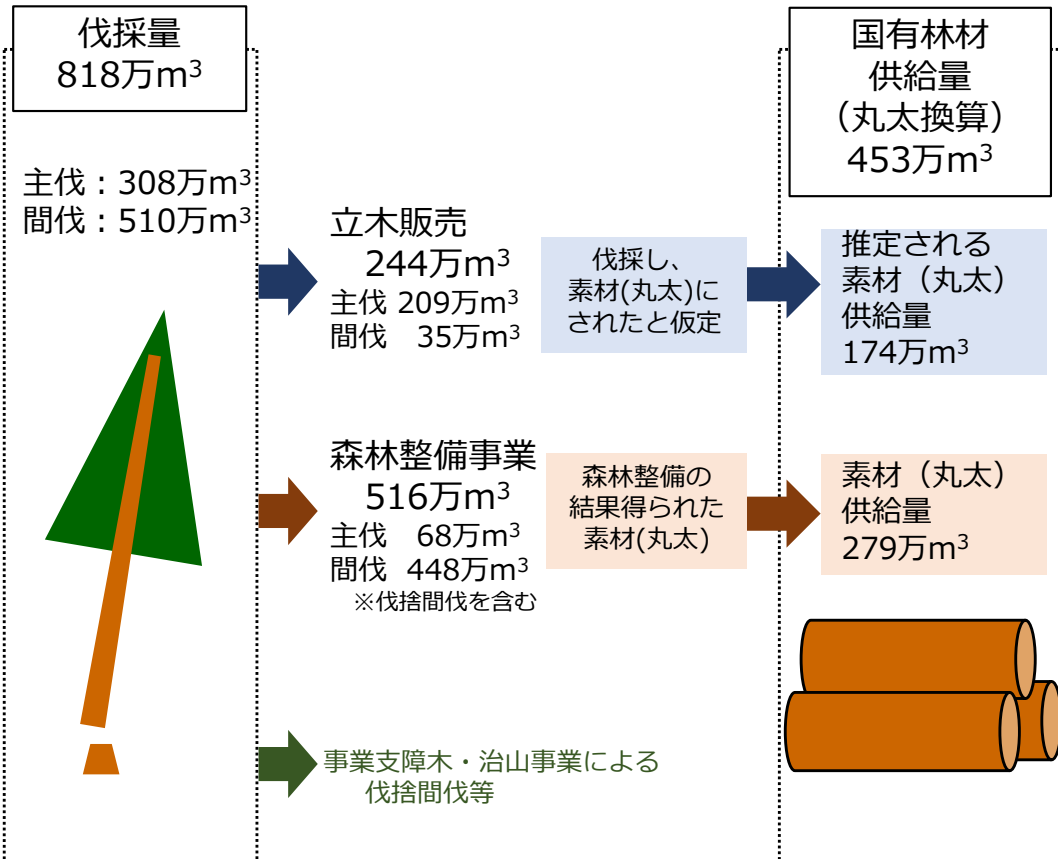 伐採量
818万m³
主伐：308万m³
間伐：510万m³
立木販売
244万m³
主伐 209万m³
間伐 35万m³
伐採し、
素材(丸太)に
されたと仮定
国有林材
供給量
（丸太換算）
453万m³
推定される
素材（丸太）
供給量
174万m³
森林整備事業
516万m³
主伐 68万m³
間伐 448万m³
※伐捨間伐を含む
森林整備の
結果得られた
素材(丸太)
素材（丸太）
供給量
279万m³
事業支障木・治山事業による
伐捨間伐等